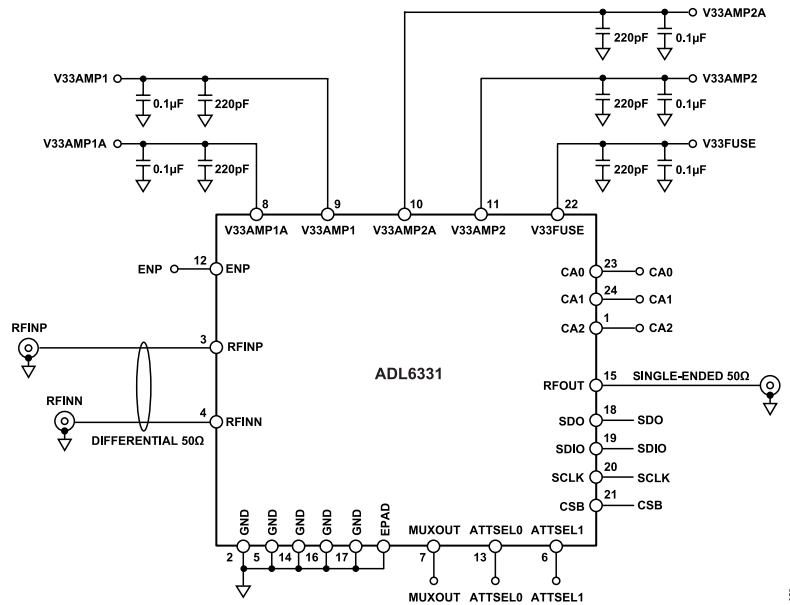 V33AMP2A
220pF
0.1µF
V33AMP1
0.1µF
220pF
V33AMP2
220pF
0.1µF
V33AMP1A
0.1µF
220pF
V33FUSE
220pF
0.1µF
8
9
10
11
22
V33AMP1A
V33AMP1
V33AMP2A
V33AMP2
V33FUSE
ENP
12
ENP
CA0
23
CA0
CA1
24
CA1
CA2
1
CA2
RFINP
3
RFINP
ADL6331
RFOUT
15
SINGLE-ENDED 50Ω
RFINN
4
RFINN
DIFFERENTIAL 50Ω
SDO
18
SDO
SDIO
19
SDIO
SCLK
20
SCLK
CSB
21
CSB
GND
GND
GND
GND
GND
EPAD
MUXOUT
ATTSEL0
ATTSEL1
2
5
14
16
17
7
13
6
MUXOUT
ATTSEL0
ATTSEL1